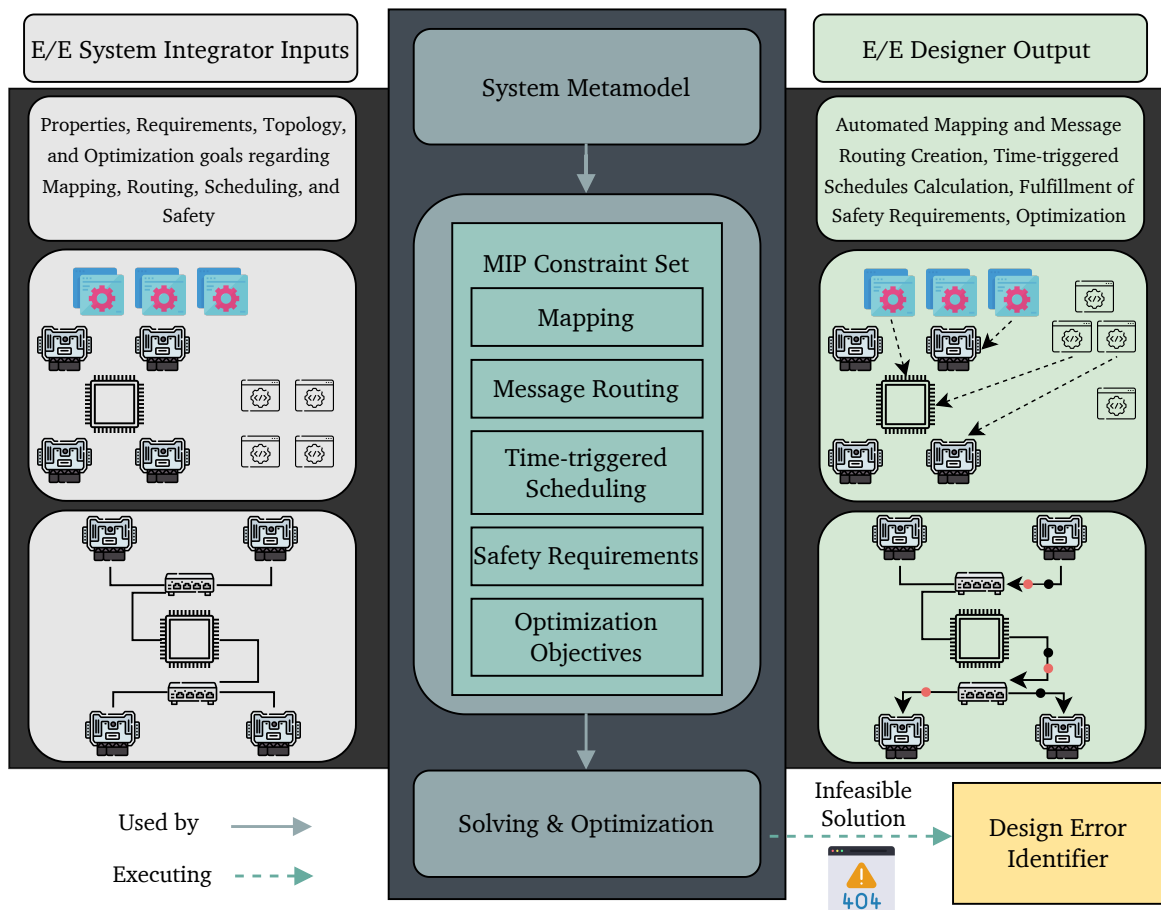 E/E System Integrator Inputs
Properties, Requirements, Topology,
and Optimization goals regarding
Mapping, Routing, Scheduling, and
Safety
System Metamodel
MIP Constraint Set
Mapping
Message Routing
Time-triggered
Scheduling
Safety Requirements
Optimization
Objectives
Solving & Optimization
E/E Designer Output
Automated Mapping and Message
Routing Creation, Time-triggered
Schedules Calculation, Fulfillment of
Safety Requirements, Optimization
Used by
Executing
Infeasible
Solution
404
Design Error
Identifier